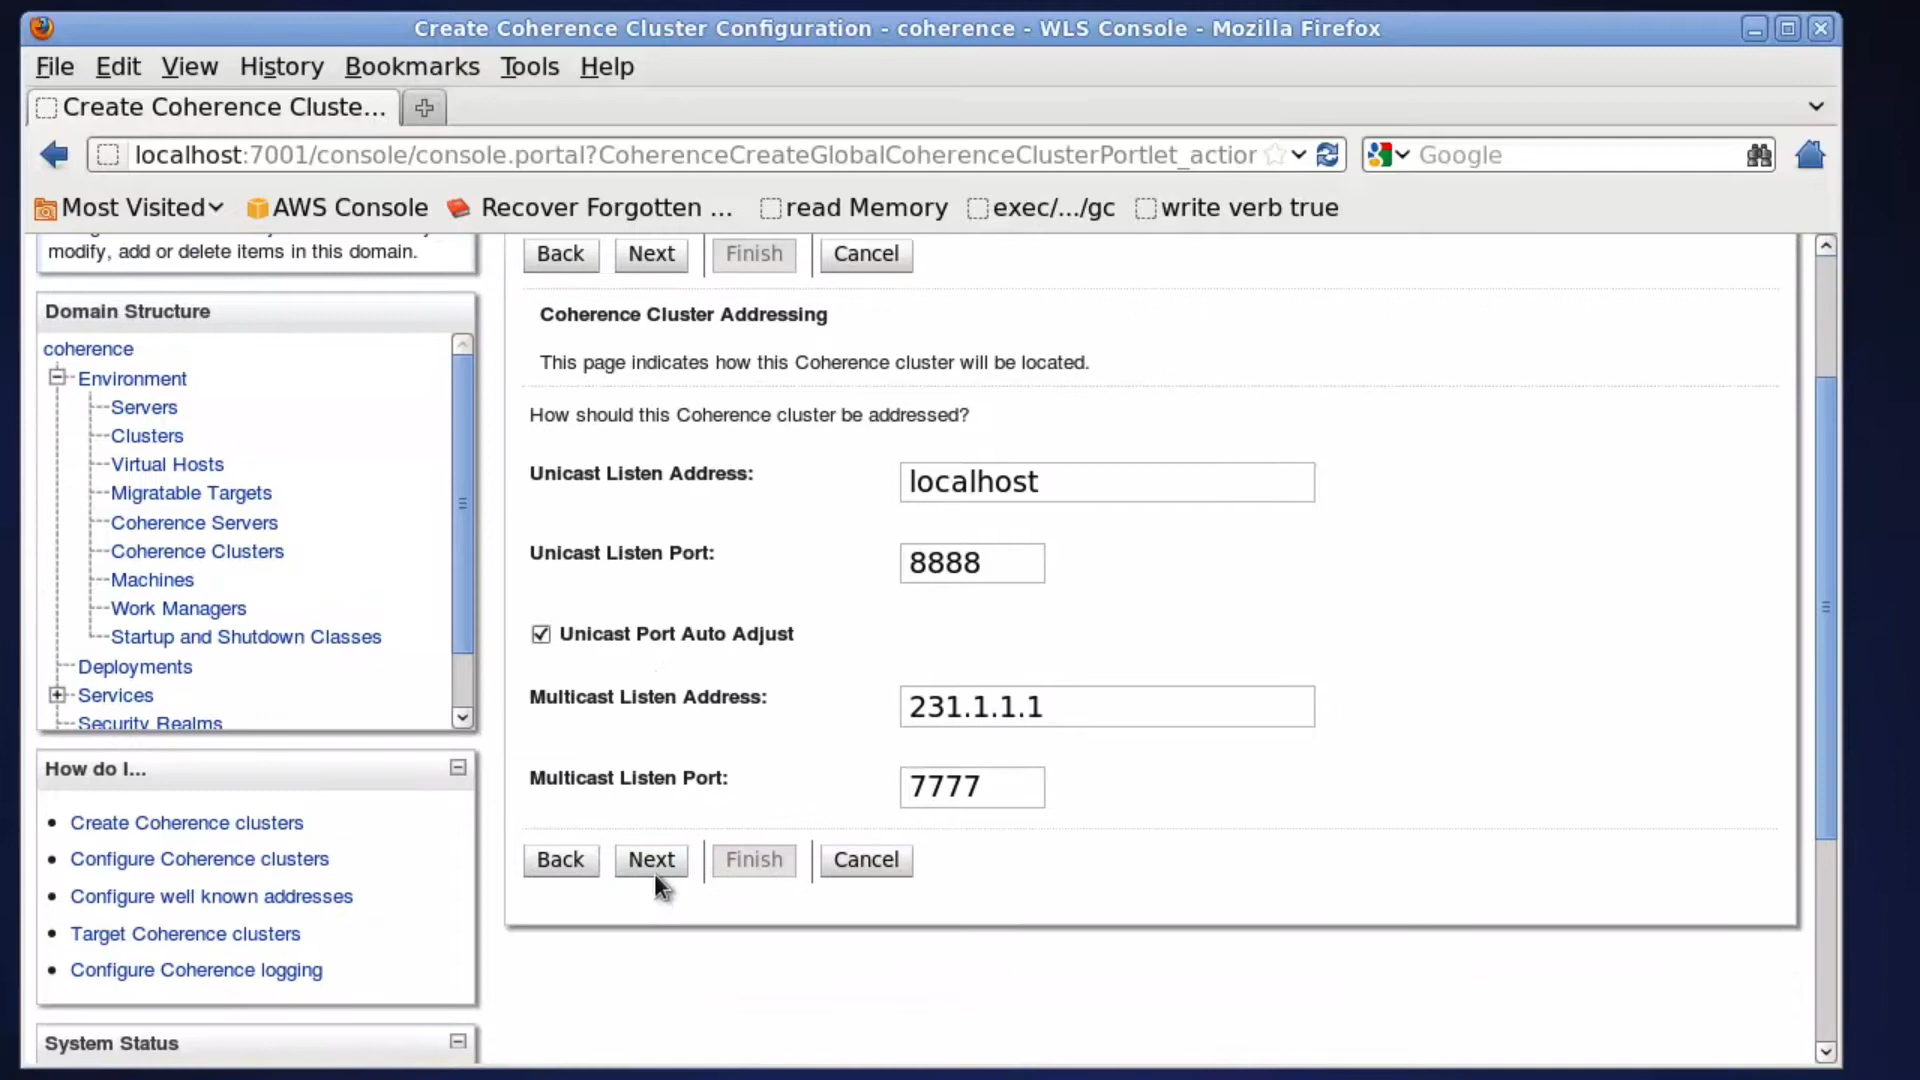 Create Coherence Cluster Configuration - coherence - WLS Console - Mozilla Firefox
File Edit View History Bookmarks Tools Help
Create Coherence Cluste...
localhost:7001/console/console.portal?CoherenceCreateGlobalCoherenceClusterPortlet_action
Google
Most Visited AWS Console Recover Forgotten ... read Memory exec/.../gc write verb true
modify, add or delete items in this domain.
Domain Structure
coherence
Environment
Servers
Clusters
Virtual Hosts
Migratable Targets
Coherence Servers
Coherence Clusters
Machines
Work Managers
Startup and Shutdown Classes
Deployments
Services
Security Realms
How do I...
Create Coherence clusters
Configure Coherence clusters
Configure well known addresses
Target Coherence clusters
Configure Coherence logging
System Status
Back Next Finish Cancel
Coherence Cluster Addressing
This page indicates how this Coherence cluster will be located.
How should this Coherence cluster be addressed?
Unicast Listen Address: localhost
Unicast Listen Port: 8888
Unicast Port Auto Adjust
Multicast Listen Address: 231.1.1.1
Multicast Listen Port: 7777
Back Next Finish Cancel